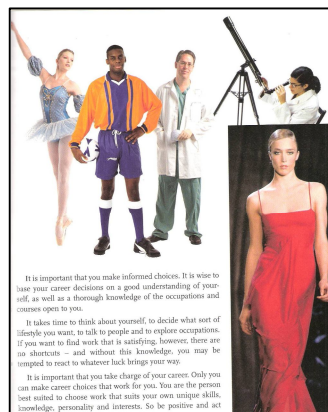 It is important that you make informed choices. It is wise to
base your career decisions on a good understanding of your-
self, as well as a thorough knowledge of the occupations and
courses open to you.
It takes time to think about yourself, to decide what sort of
lifestyle you want, to talk to people and to explore occupations.
If you want to find work that is satisfying, however, there are
no shortcuts – and without this knowledge, you may be
tempted to react to whatever luck brings your way.
It is important that you take charge of your career. Only you
can make career choices that work for you. You are the person
best suited to choose work that suits your own unique skills,
knowledge, personality and interests. So be positive and act